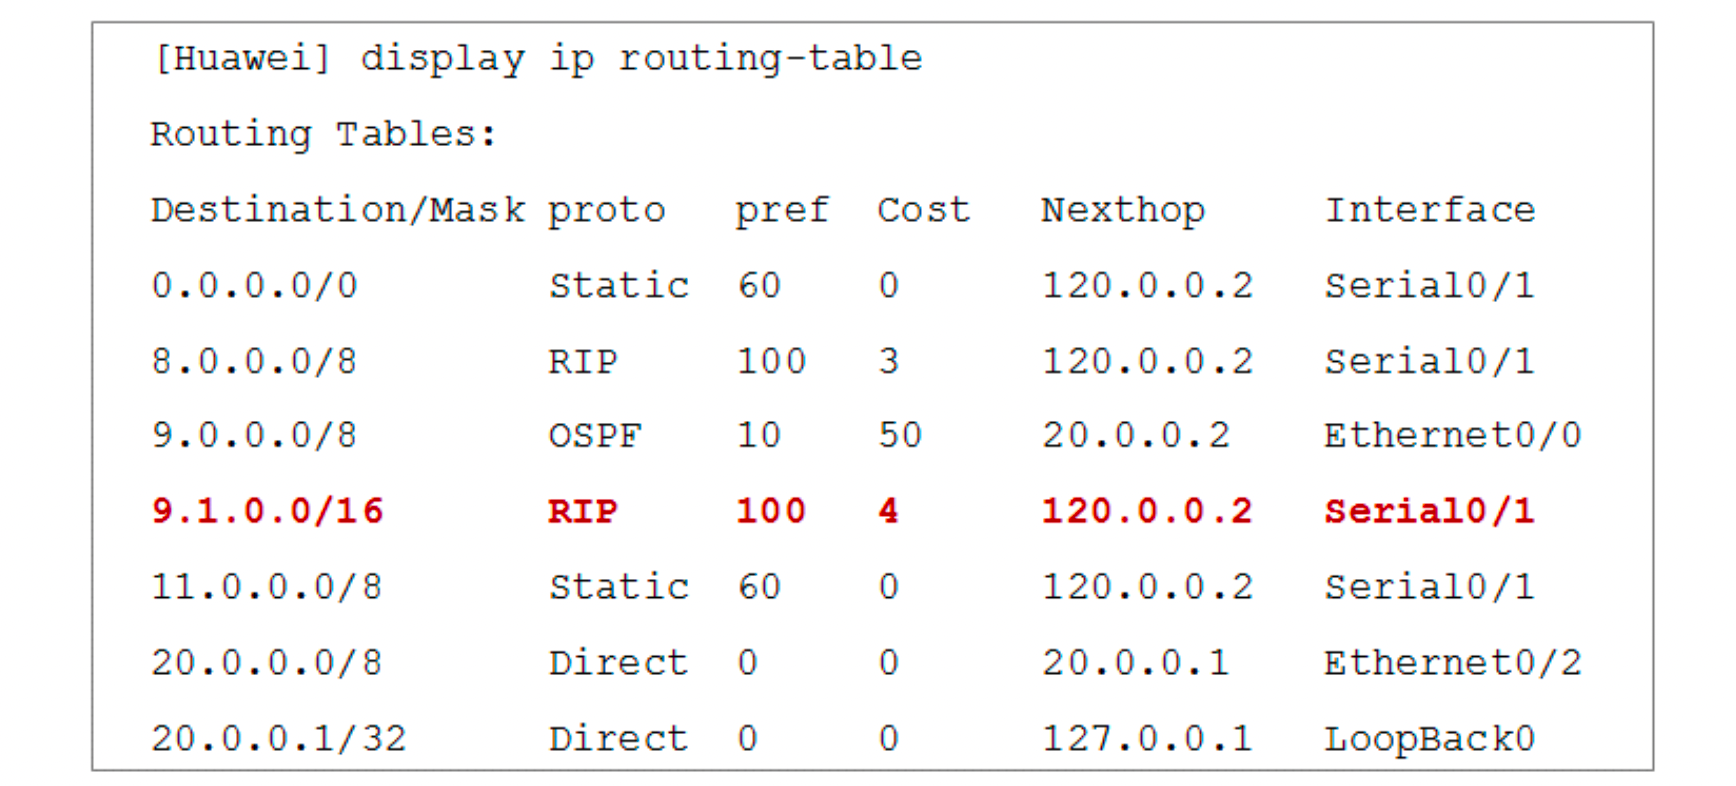 [Huawei] display ip routing-table
Routing Tables:
Destination/Mask proto pref Cost Nexthop Interface
0.0.0.0/0 Static 60 0 120.0.0.2 Serial0/1
8.0.0.0/8 RIP 100 3 120.0.0.2 Serial0/1
9.0.0.0/8 OSPF 10 50 20.0.0.2 Ethernet0/0
9.1.0.0/16 RIP 100 4 120.0.0.2 Serial0/1
11.0.0.0/8 Static 60 0 120.0.0.2 Serial0/1
20.0.0.0/8 Direct 0 0 20.0.0.1 Ethernet0/2
20.0.0.1/32 Direct 0 0 127.0.0.1 LoopBack0